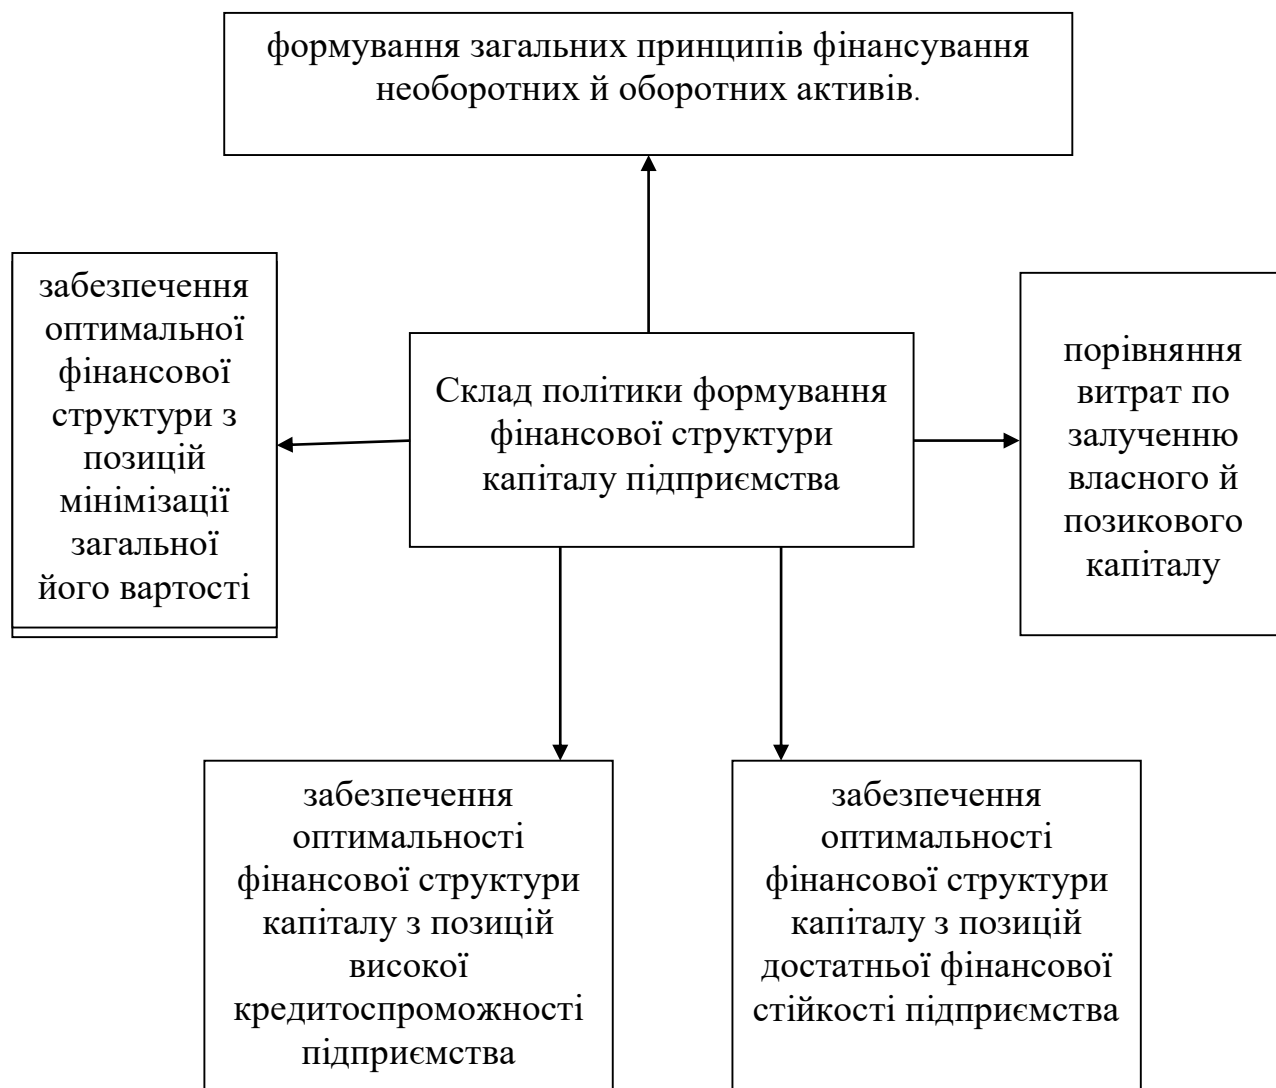 формування загальних принципів фінансування
необоротних й оборотних активів.
забезпечення
оптимальної
фінансової
структури з
позицій
мінімізації
загальної
його вартості
Склад політики формування
фінансової структури
капіталу підприємства
порівняння
витрат по
залученню
власного й
позикового
капіталу
забезпечення
оптимальності
фінансової структури
капіталу з позицій
високої
кредитоспроможності
підприємства
забезпечення
оптимальності
фінансової структури
капіталу з позицій
достатньої фінансової
стійкості підприємства